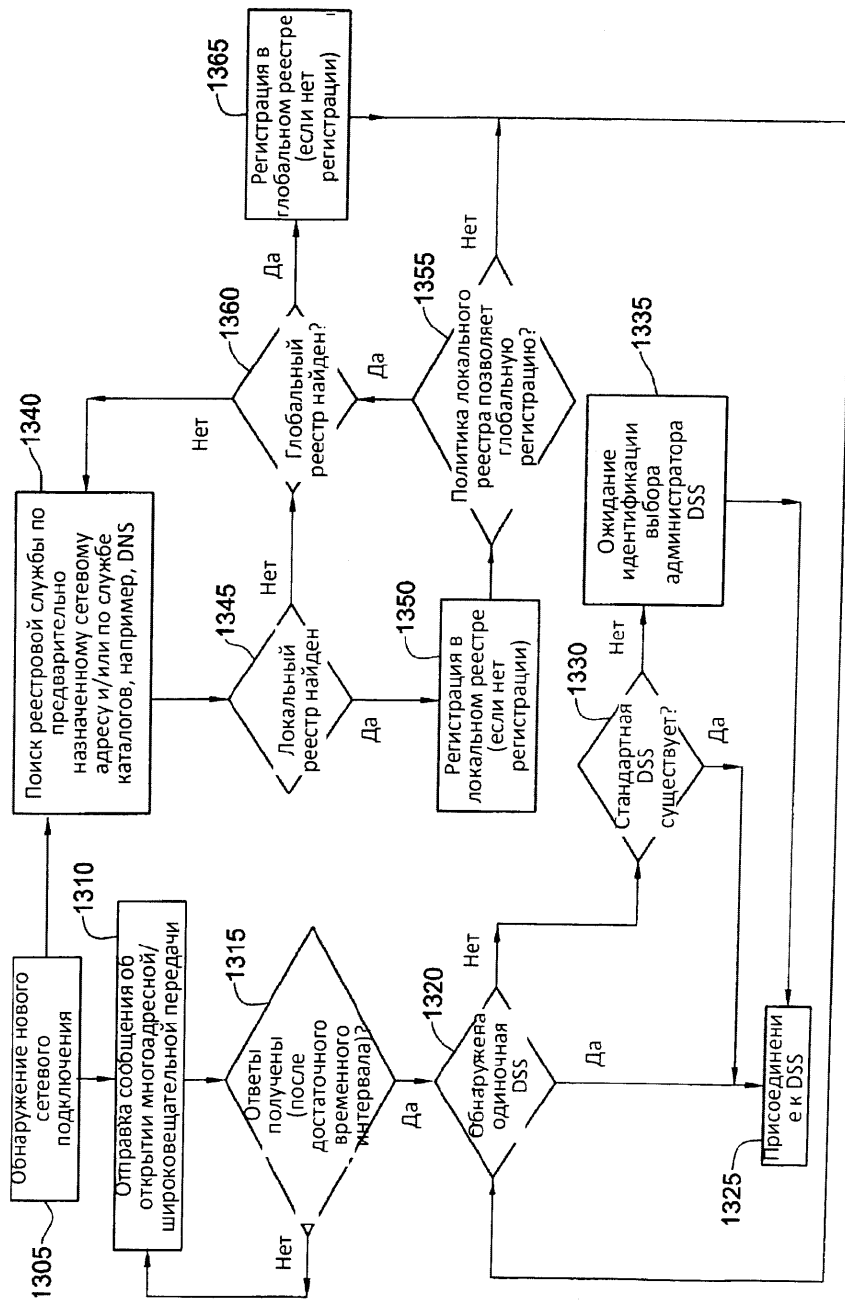 1305
Обнаружение нового
сетевого
подключения
1310
Отправка сообщения об
открытии многоадресной/
широковещательной передачи
1315
Ответы
получены
(после
достаточного
временного
интервала)?
Нет
Да
1320
Обнаружена
одиночная
DSS
Нет
Да
1325
Присоединени
е к DSS
1330
Стандартная
DSS
существует?
Нет
Да
1335
Ожидание
идентификации
выбора
администратора
DSS
1340
Поиск реестровой службы по
предварительно
назначенному сетевому
адресу и/или по службе
каталогов, например, DNS
1345
Локальный
реестр найден
Нет
Да
1350
Регистрация в
локальном реестре
(если нет
регистрации)
1355
Политика локального
реестра позволяет
глобальную
регистрацию?
Да
Нет
1360
Глобальный
реестр найден?
Нет
Да
1365
Регистрация в
глобальном реестре
(если нет
регистрации)